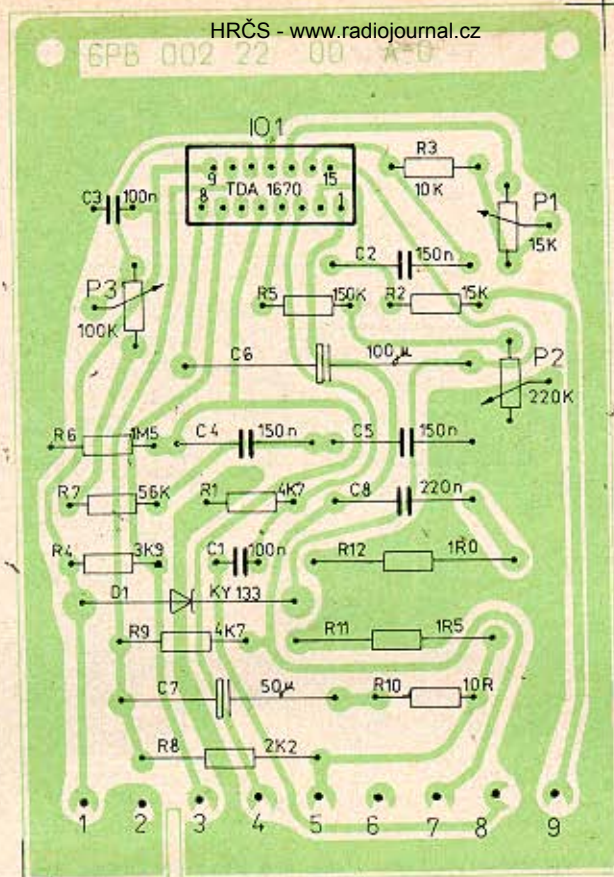 HRČS - www.radiojournal.cz
6PB 002 22 00 A-0
IO1
9 15
TDA 1670
8 1
R3
10K
C3 100n
P1
15K
C2 150n
P3
100K
R5 150K
R2 15K
C6 100µ
P2
220K
R6 1M5
C4 150n
C5 150n
R7 56K
R1 4K7
C8 220n
R4 3K9
C1 100n
R12 1R0
D1 KY 133
R9 4K7
R11 1R5
C7 50µ
R10 10R
R8 2K2
1 2 3 4 5 6 7 8 9